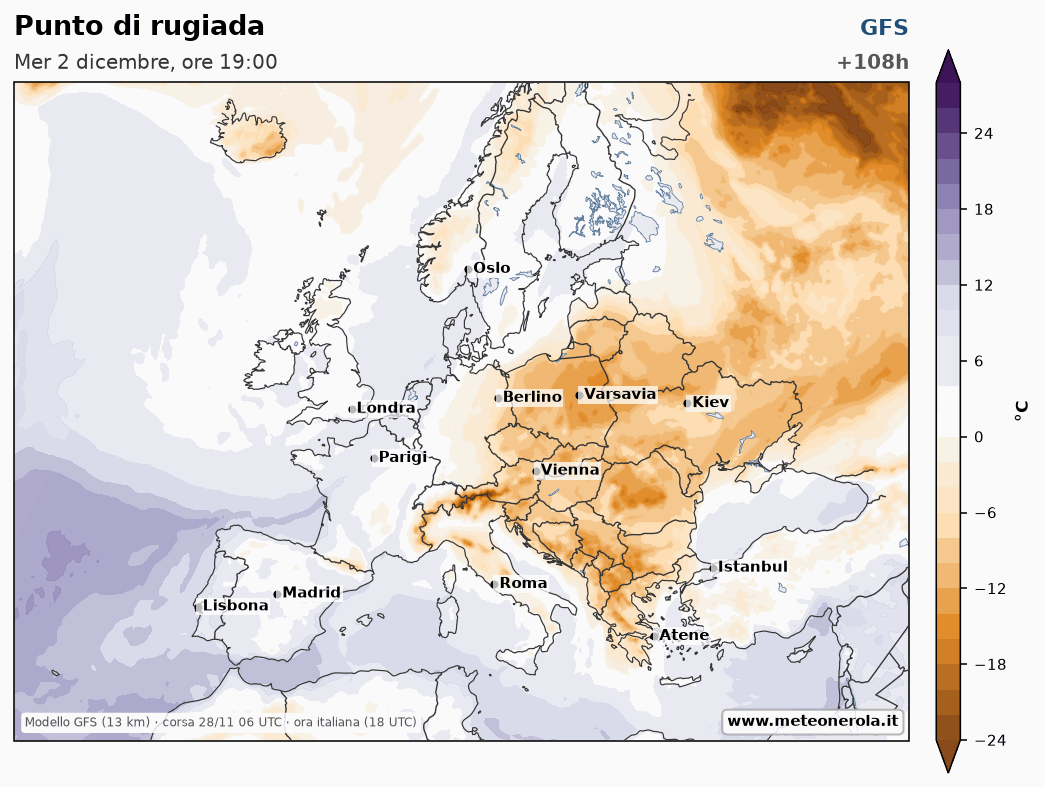 Punto di rugiada
GFS
Mer 2 dicembre, ore 19:00
+108h
24
18
12
6
0
−6
−12
−18
−24
°C
Oslo
Berlino
Varsavia
Kiev
Londra
Parigi
Vienna
Istanbul
Roma
Madrid
Lisbona
Atene
Modello GFS (13 km) · corsa 28/11 06 UTC · ora italiana (18 UTC)
www.meteonerola.it